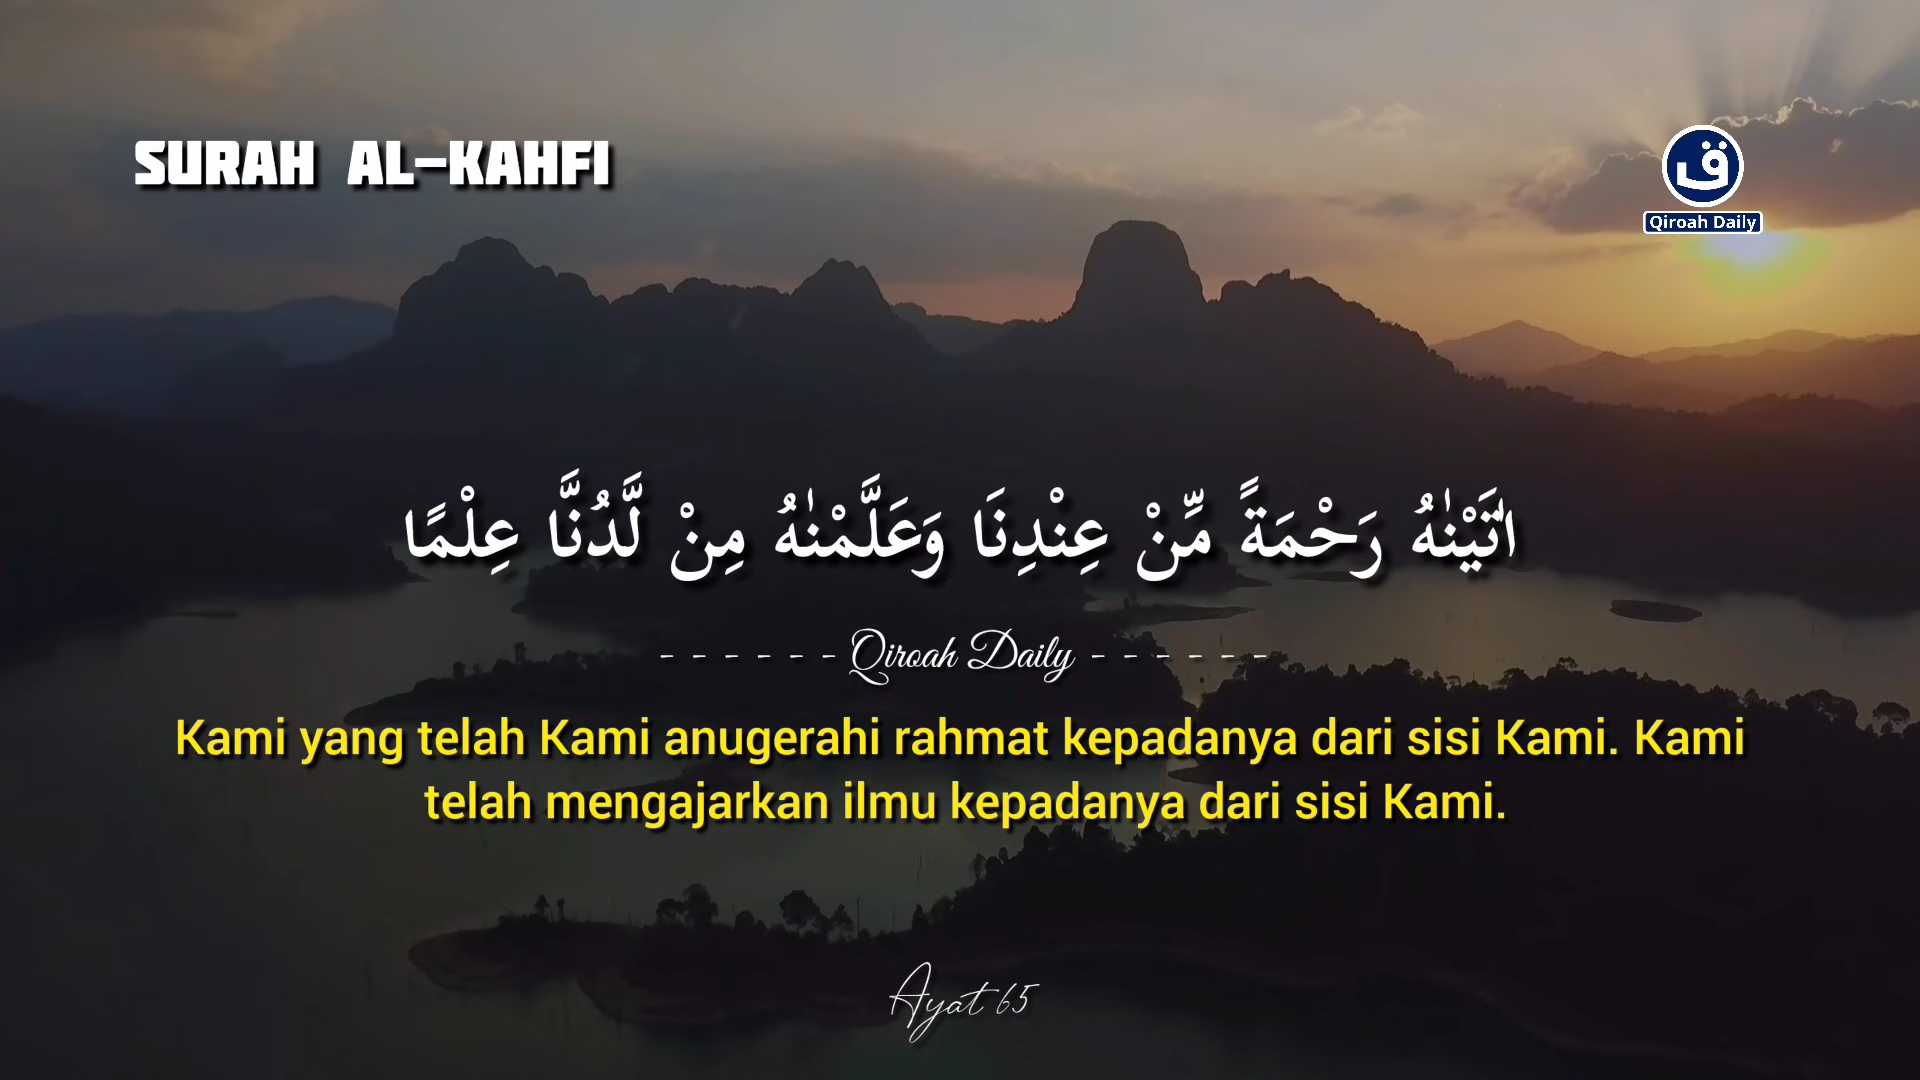 SURAH AL-KAHFI
ق
Qiroah Daily
اٰتَيْنٰهُ رَحْمَةً مِّنْ عِنْدِنَا وَعَلَّمْنٰهُ مِنْ لَّدُنَّا عِلْمًا
- - - - - - Qiroah Daily - - - - - -
Kami yang telah Kami anugerahi rahmat kepadanya dari sisi Kami. Kami
telah mengajarkan ilmu kepadanya dari sisi Kami.
Ayat 65